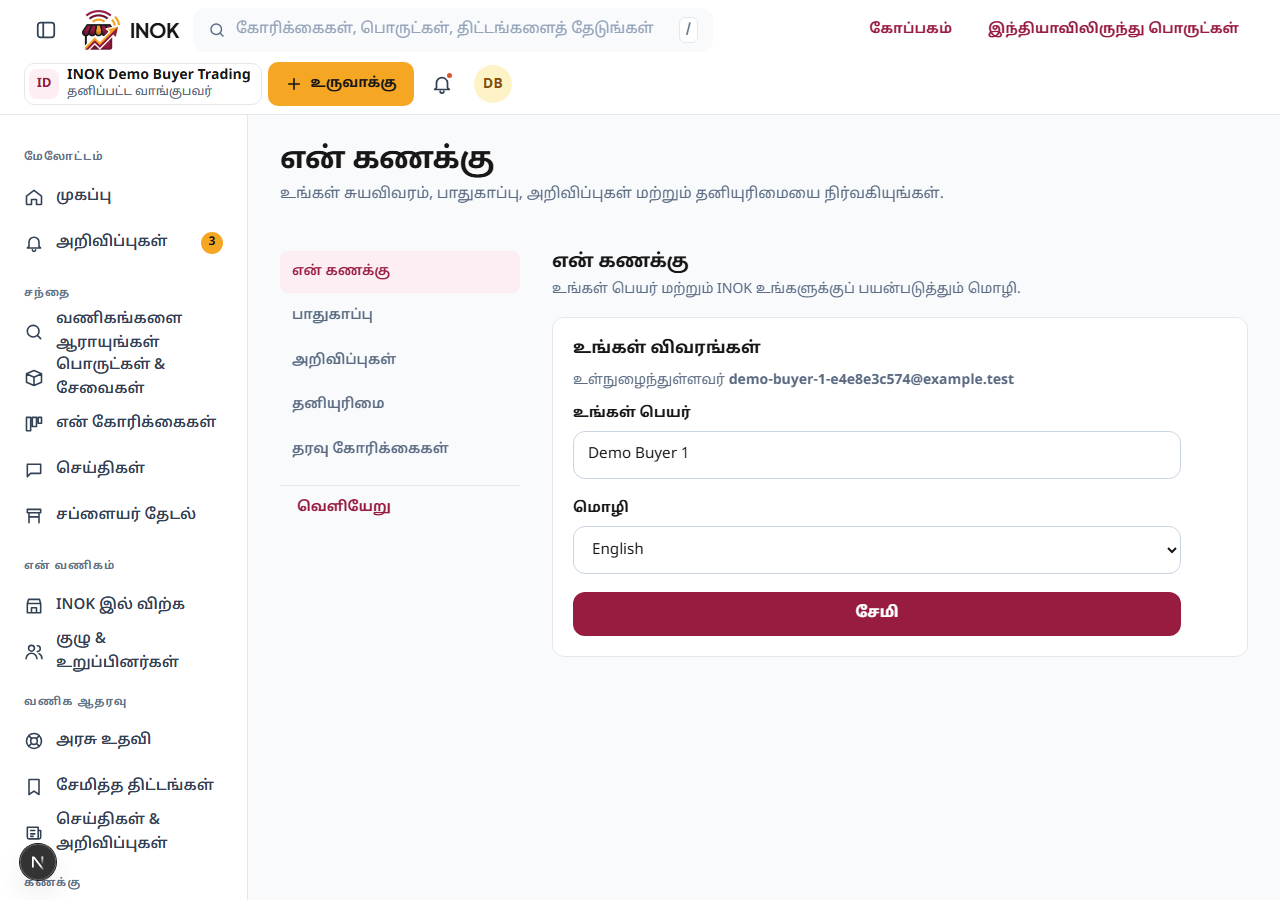 INOK
கோரிக்கைகள், பொருட்கள், திட்டங்களைத் தேடுங்கள்
/
கோப்பகம்
இந்தியாவிலிருந்து பொருட்கள்
ID
INOK Demo Buyer Trading
தனிப்பட்ட வாங்குபவர்
+ உருவாக்கு
DB
மேலோட்டம்
முகப்பு
அறிவிப்புகள்
3
சந்தை
வணிகங்களை
ஆராயுங்கள்
பொருட்கள் &
சேவைகள்
என் கோரிக்கைகள்
செய்திகள்
சப்ளையர் தேடல்
என் வணிகம்
INOK இல் விற்க
குழு &
உறுப்பினர்கள்
வணிக ஆதரவு
அரசு உதவி
சேமித்த திட்டங்கள்
செய்திகள் &
அறிவிப்புகள்
N
கணக்கு
என் கணக்கு
உங்கள் சுயவிவரம், பாதுகாப்பு, அறிவிப்புகள் மற்றும் தனியுரிமையை நிர்வகியுங்கள்.
என் கணக்கு
பாதுகாப்பு
அறிவிப்புகள்
தனியுரிமை
தரவு கோரிக்கைகள்
வெளியேறு
என் கணக்கு
உங்கள் பெயர் மற்றும் INOK உங்களுக்குப் பயன்படுத்தும் மொழி.
உங்கள் விவரங்கள்
உள்நுழைந்துள்ளவர் demo-buyer-1-e4e8e3c574@example.test
உங்கள் பெயர்
Demo Buyer 1
மொழி
English
சேமி